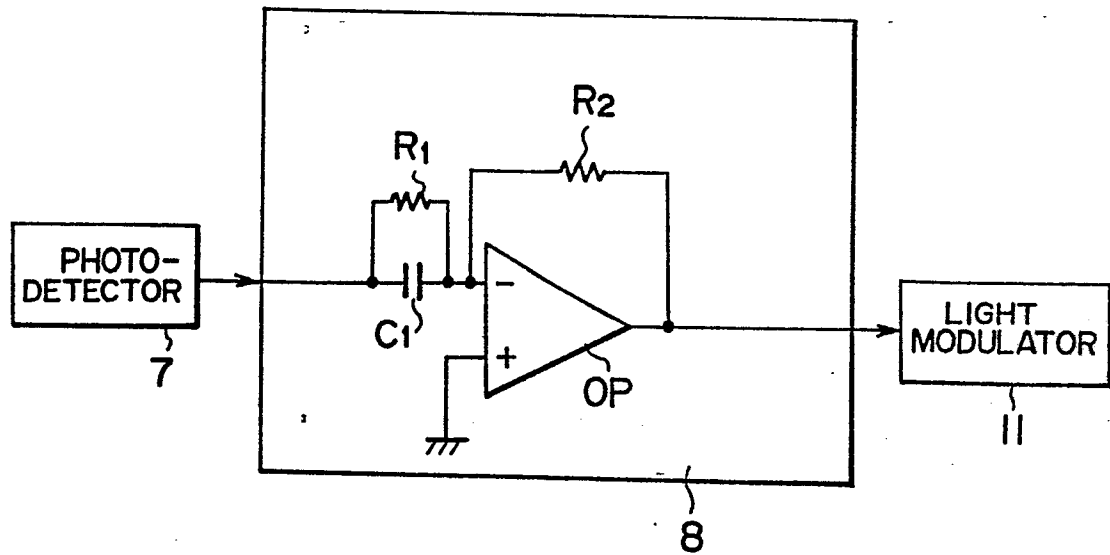 R2
R1
PHOTO-
DETECTOR
7
C1
−
+
OP
LIGHT
MODULATOR
11
8